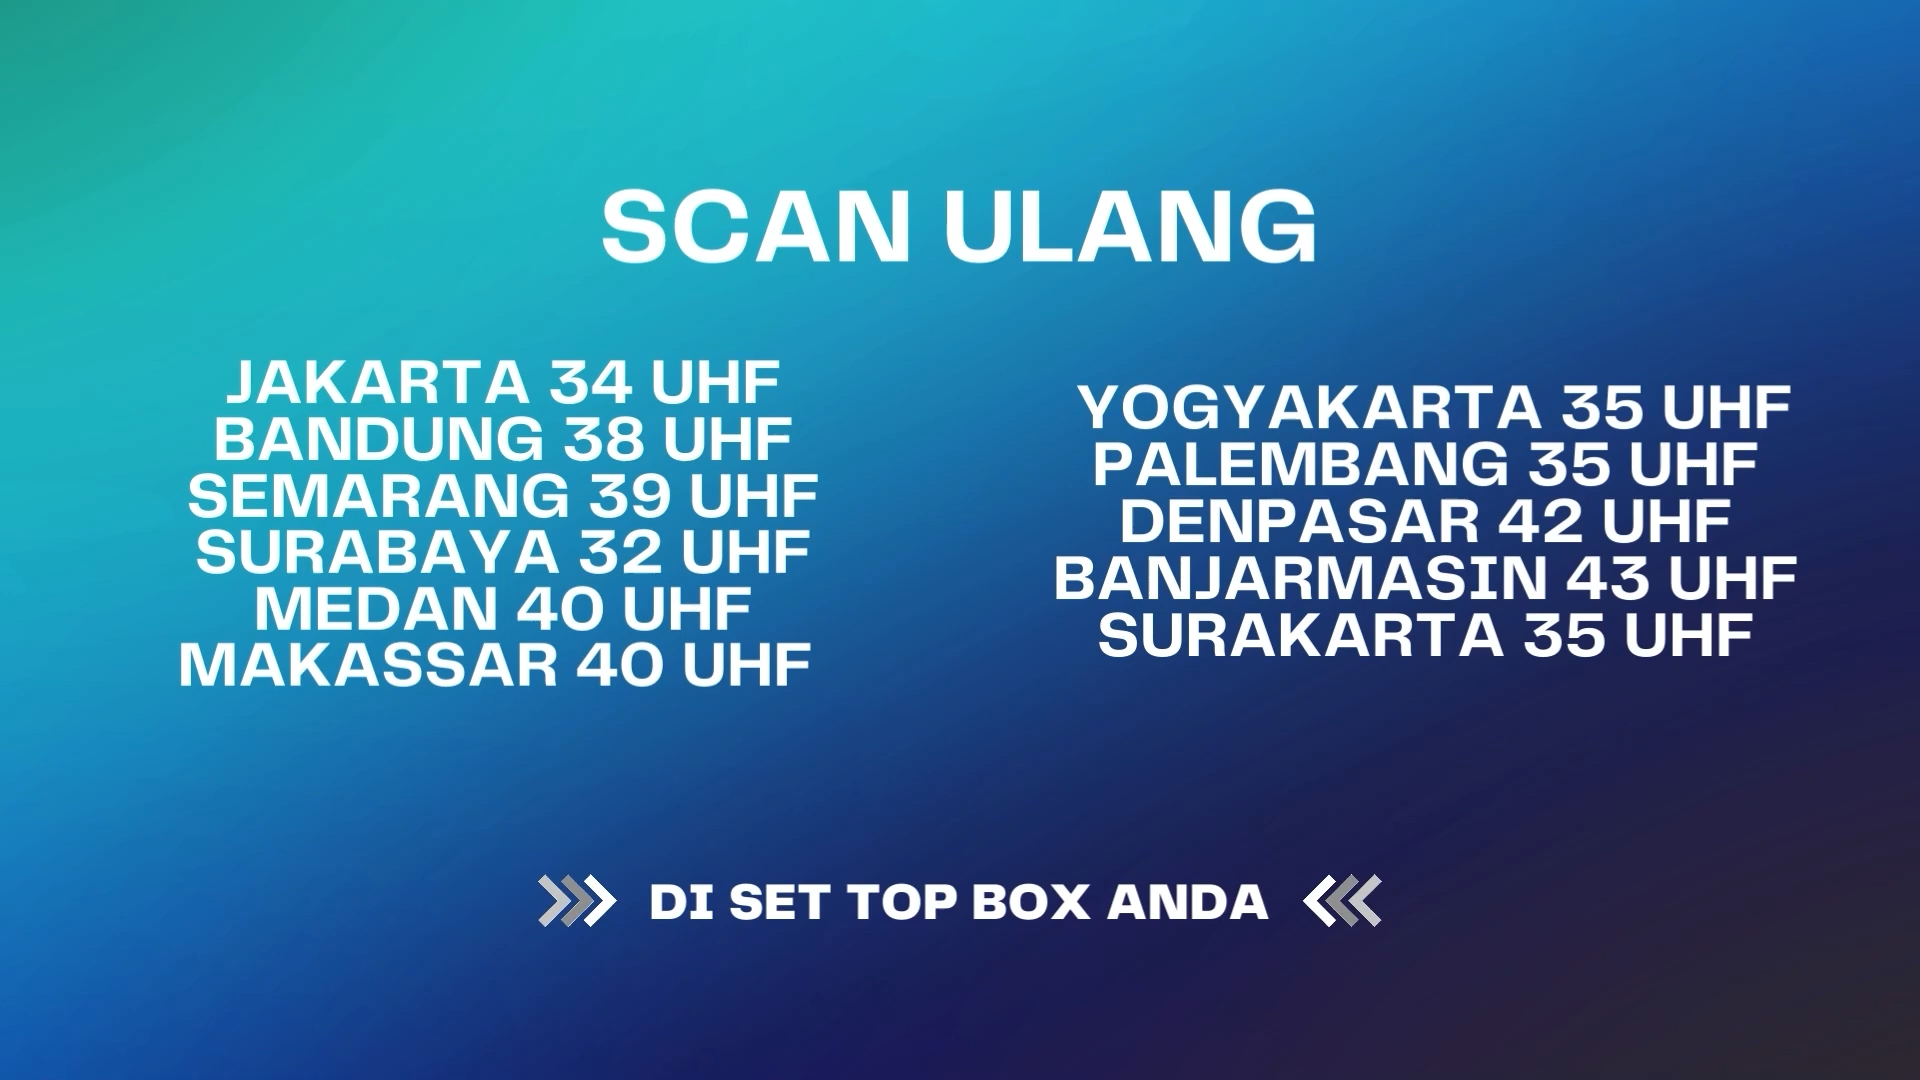 SCAN ULANG
JAKARTA 34 UHF
BANDUNG 38 UHF
SEMARANG 39 UHF
SURABAYA 32 UHF
MEDAN 40 UHF
MAKASSAR 40 UHF
YOGYAKARTA 35 UHF
PALEMBANG 35 UHF
DENPASAR 42 UHF
BANJARMASIN 43 UHF
SURAKARTA 35 UHF
DI SET TOP BOX ANDA